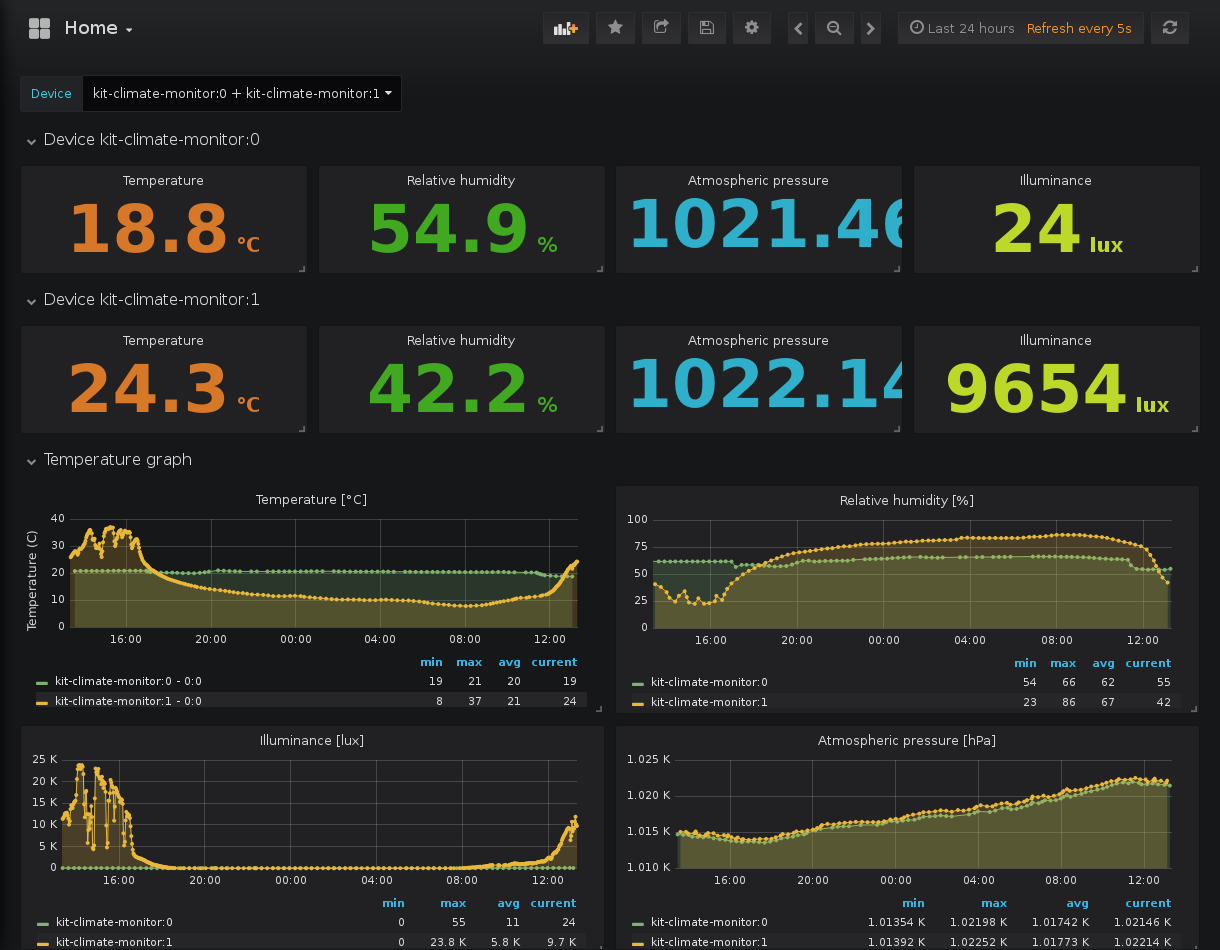 Home
Last 24 hours Refresh every 5s
Device kit-climate-monitor:0 + kit-climate-monitor:1
Device kit-climate-monitor:0
Temperature Relative humidity Atmospheric pressure Illuminance
18.8 °C 54.9 % 1021.46 24 lux
Device kit-climate-monitor:1
Temperature Relative humidity Atmospheric pressure Illuminance
24.3 °C 42.2 % 1022.14 9654 lux
Temperature graph
Temperature [°C]
Temperature (C)
40
30
20
10
0
16:00 20:00 00:00 04:00 08:00 12:00
min max avg current
kit-climate-monitor:0 - 0:0 19 21 20 19
kit-climate-monitor:1 - 0:0 8 37 21 24
Relative humidity [%]
100
75
50
25
0
16:00 20:00 00:00 04:00 08:00 12:00
min max avg current
kit-climate-monitor:0 54 66 62 55
kit-climate-monitor:1 23 86 67 42
Illuminance [lux]
25 K
20 K
15 K
10 K
5 K
0
16:00 20:00 00:00 04:00 08:00 12:00
min max avg current
kit-climate-monitor:0 0 55 11 24
kit-climate-monitor:1 0 23.8 K 5.8 K 9.7 K
Atmospheric pressure [hPa]
1.025 K
1.020 K
1.015 K
1.010 K
16:00 20:00 00:00 04:00 08:00 12:00
min max avg current
kit-climate-monitor:0 1.01354 K 1.02198 K 1.01742 K 1.02146 K
kit-climate-monitor:1 1.01392 K 1.02252 K 1.01773 K 1.02214 K